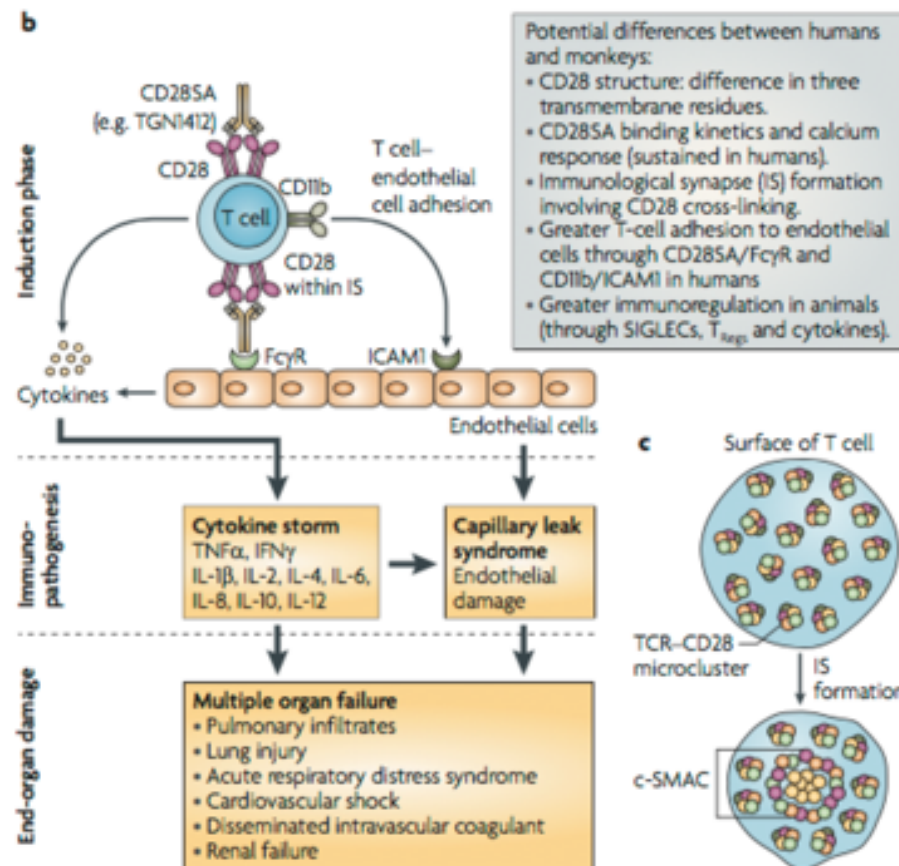 b
Potential differences between humans
and monkeys:
• CD28 structure: difference in three
transmembrane residues.
• CD28SA binding kinetics and calcium
response (sustained in humans).
• Immunological synapse (IS) formation
involving CD28 cross-linking.
• Greater T-cell adhesion to endothelial
cells through CD28SA/FcγR and
CD11b/ICAM1 in humans
• Greater immunoregulation in animals
(through SIGLECs, TRegs and cytokines).
Induction phase
CD28SA
(e.g. TGN1412)
CD28
T cell–
endothelial
cell adhesion
CD11b
T cell
CD28
within IS
FcγR
ICAM1
Cytokines
Endothelial cells
Immuno-
pathogenesis
Cytokine storm
TNFα, IFNγ
IL-1β, IL-2, IL-4, IL-6,
IL-8, IL-10, IL-12
Capillary leak
syndrome
Endothelial
damage
End-organ damage
Multiple organ failure
• Pulmonary infiltrates
• Lung injury
• Acute respiratory distress syndrome
• Cardiovascular shock
• Disseminated intravascular coagulant
• Renal failure
c
Surface of T cell
TCR–CD28
microcluster
IS
formation
c-SMAC